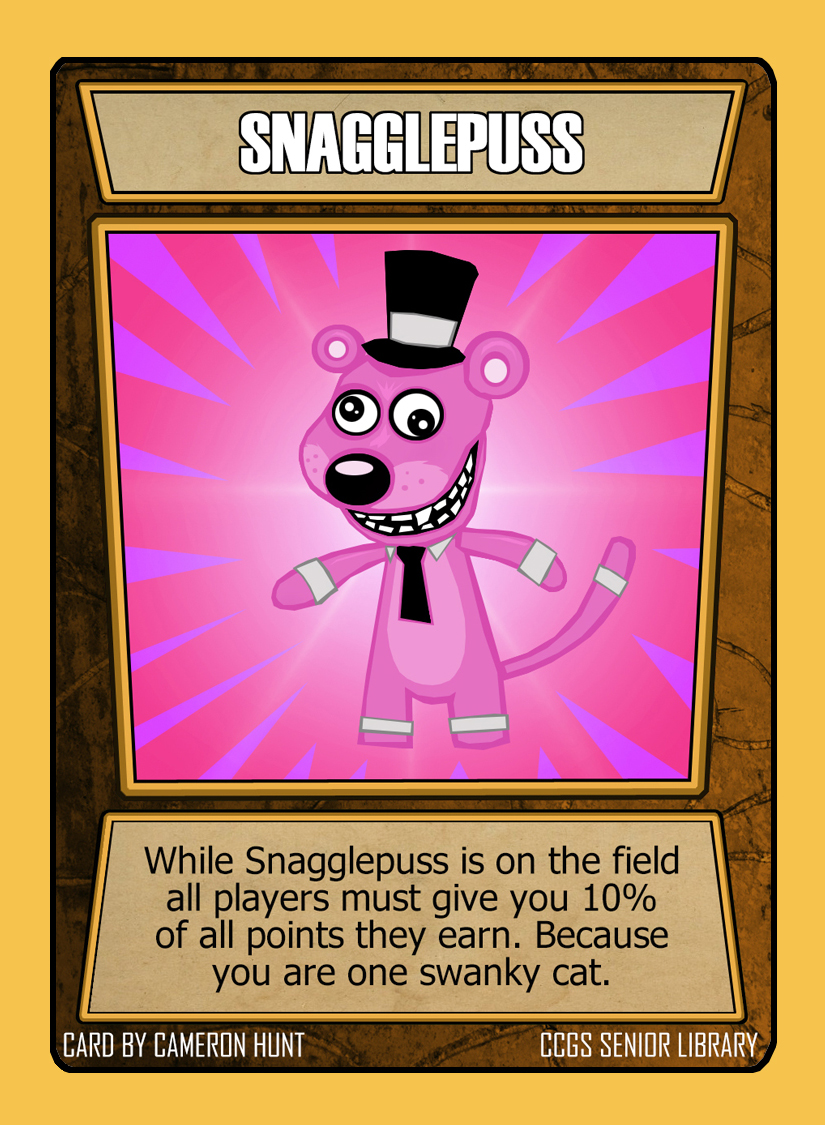 SNAGGLEPUSS
While Snagglepuss is on the field
all players must give you 10%
of all points they earn. Because
you are one swanky cat.
CARD BY CAMERON HUNT
CCGS SENIOR LIBRARY